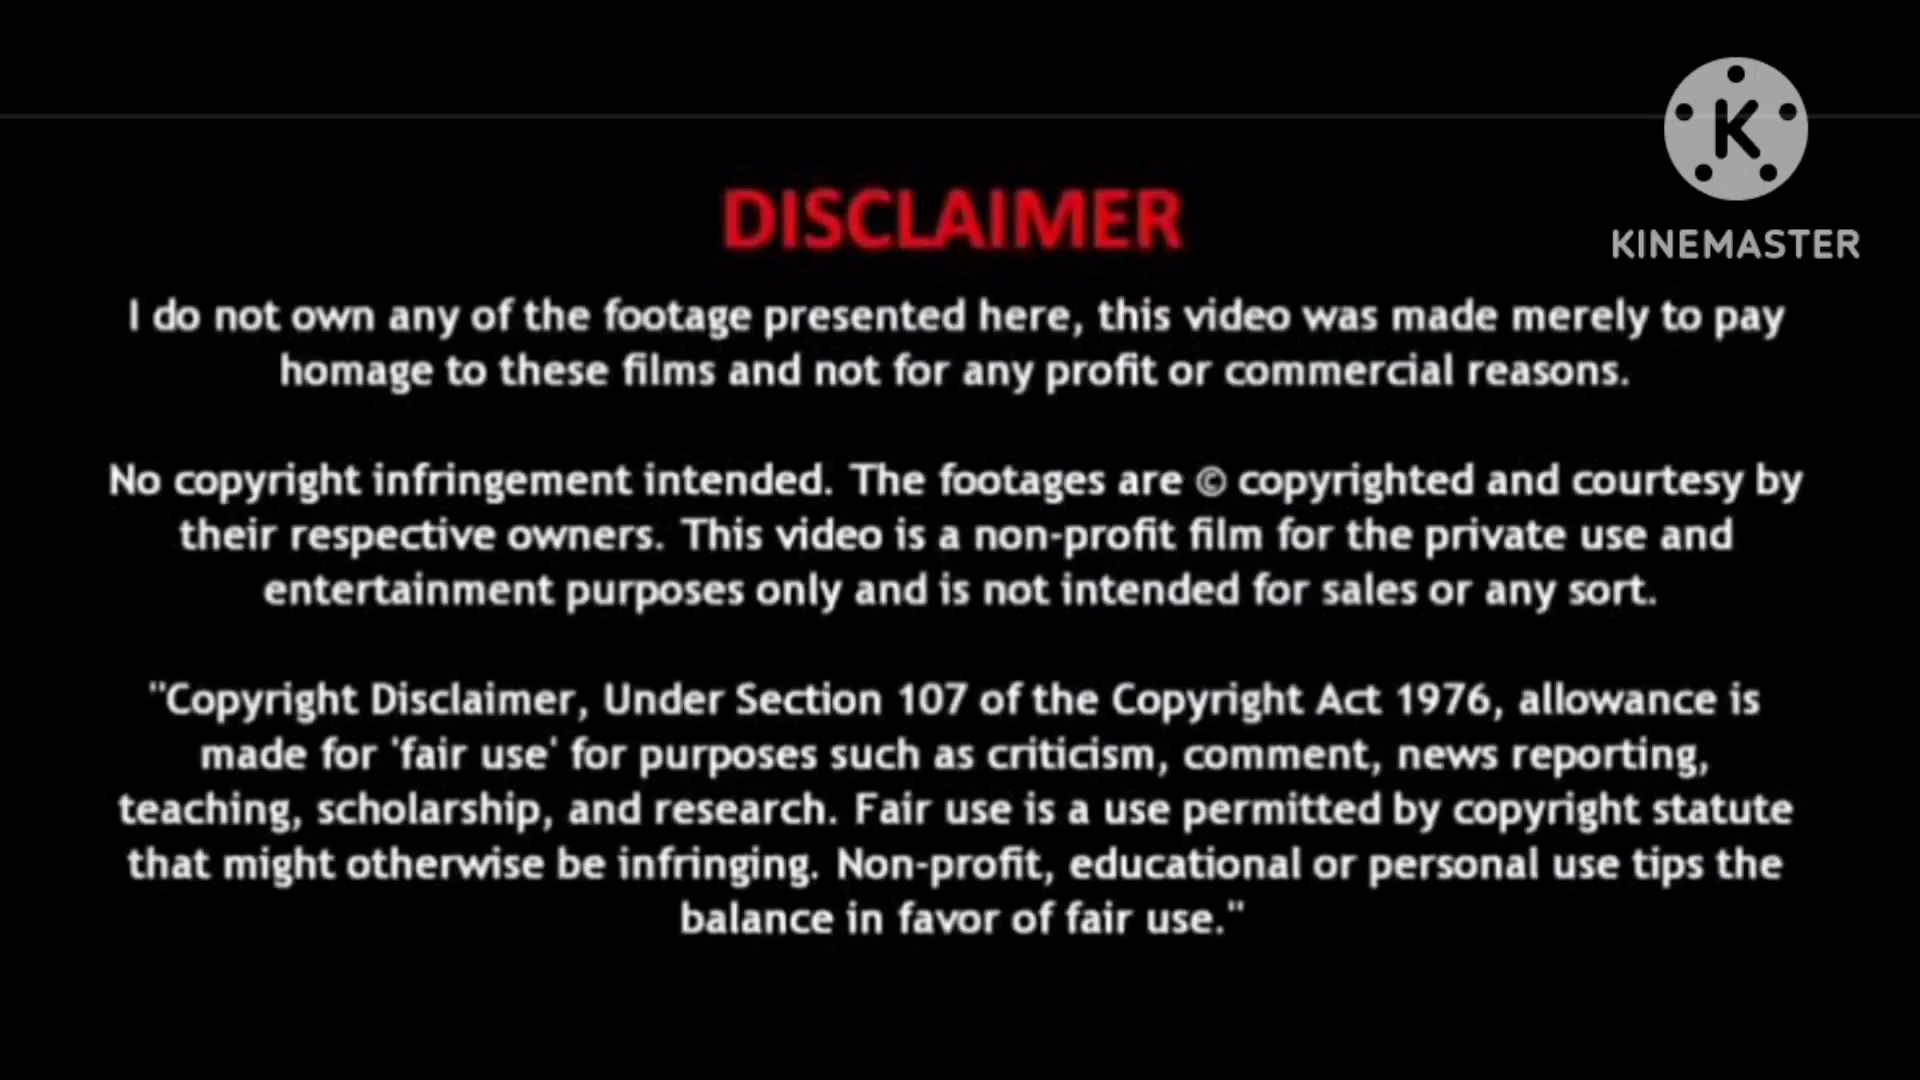 KINEMASTER
DISCLAIMER
I do not own any of the footage presented here, this video was made merely to pay
homage to these films and not for any profit or commercial reasons.
No copyright infringement intended. The footages are © copyrighted and courtesy by
their respective owners. This video is a non-profit film for the private use and
entertainment purposes only and is not intended for sales or any sort.
"Copyright Disclaimer, Under Section 107 of the Copyright Act 1976, allowance is
made for 'fair use' for purposes such as criticism, comment, news reporting,
teaching, scholarship, and research. Fair use is a use permitted by copyright statute
that might otherwise be infringing. Non-profit, educational or personal use tips the
balance in favor of fair use."